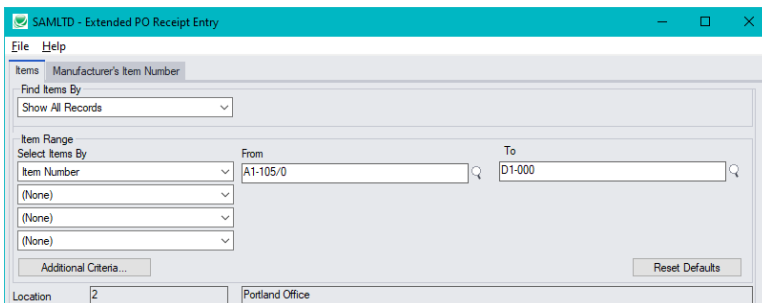 SAMLTD - Extended PO Receipt Entry
File Help
Items Manufacturer's Item Number
Find Items By
Show All Records
Item Range
Select Items By From To
Item Number A1-105/0 D1-000
(None)
(None)
(None)
Additional Criteria... Reset Defaults
Location 2 Portland Office